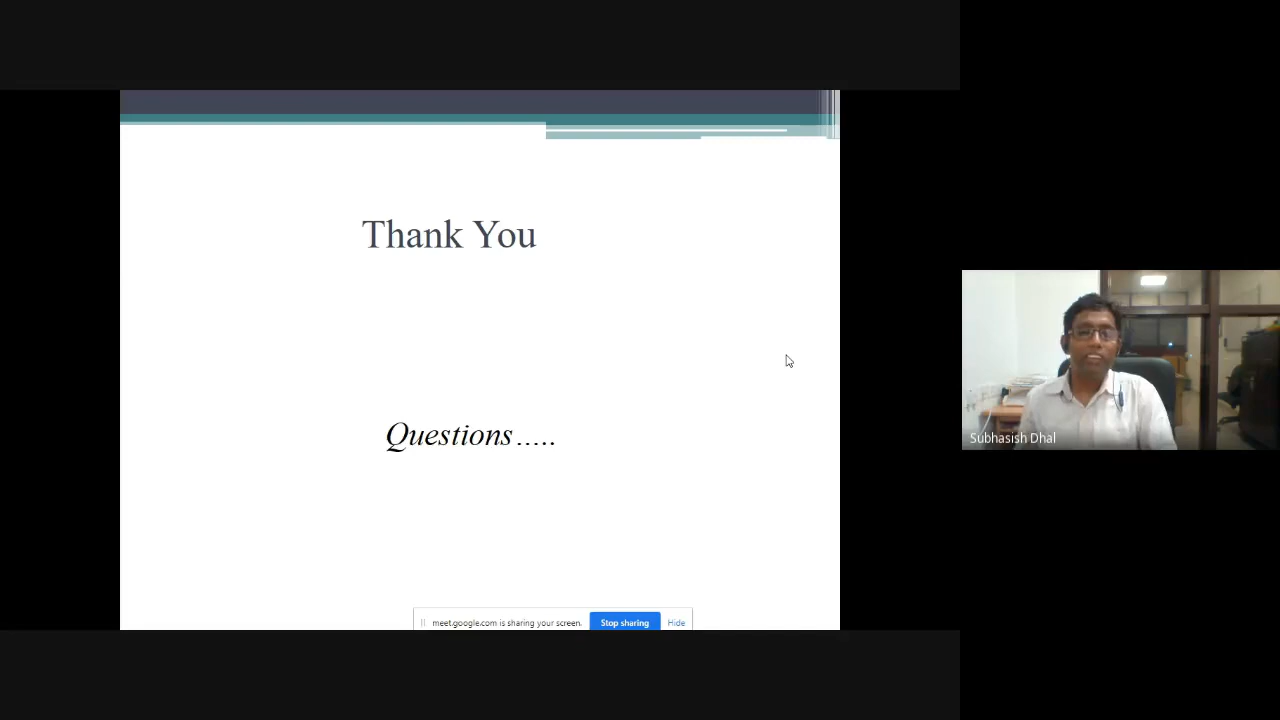 Thank You
Questions.....
Subhasish Dhal
meet.google.com is sharing your screen.
Stop sharing
Hide